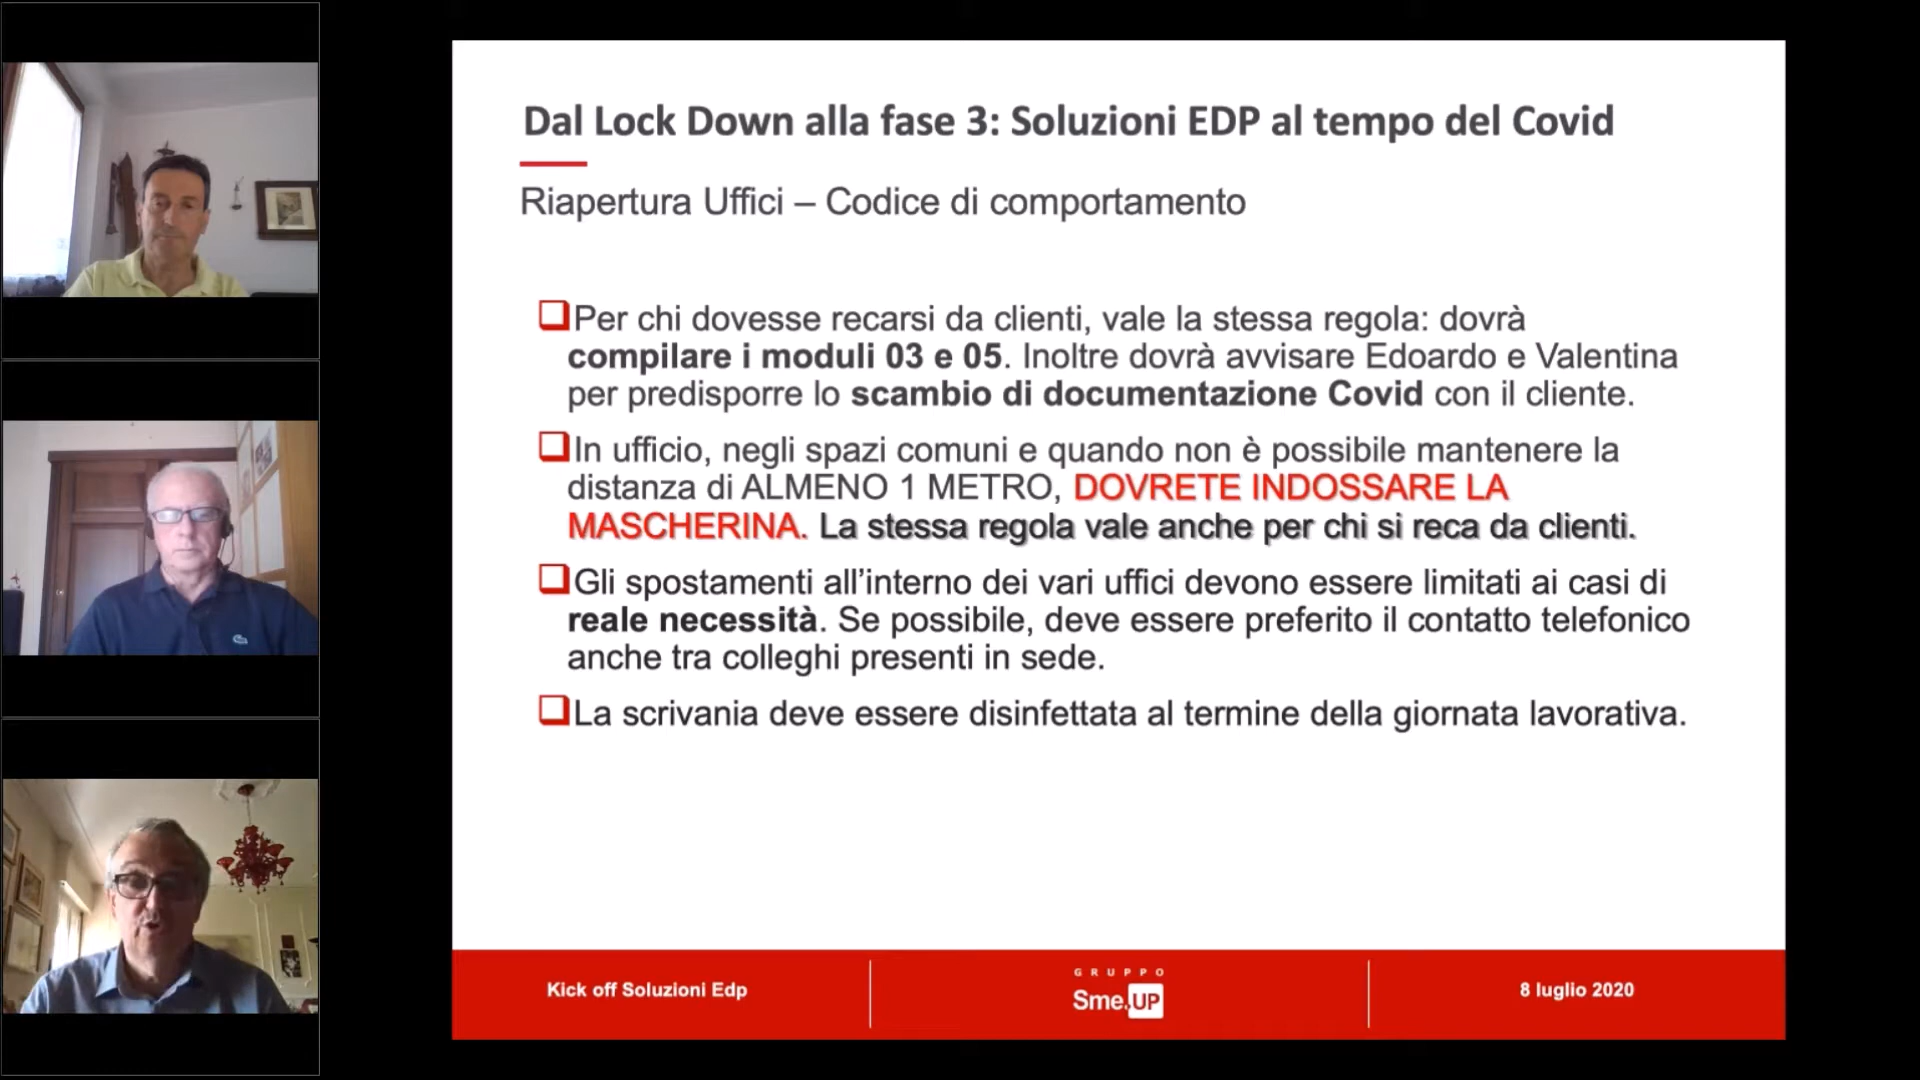 Dal Lock Down alla fase 3: Soluzioni EDP al tempo del Covid
Riapertura Uffici – Codice di comportamento
Per chi dovesse recarsi da clienti, vale la stessa regola: dovrà
compilare i moduli 03 e 05. Inoltre dovrà avvisare Edoardo e Valentina
per predisporre lo scambio di documentazione Covid con il cliente.
In ufficio, negli spazi comuni e quando non è possibile mantenere la
distanza di ALMENO 1 METRO, DOVRETE INDOSSARE LA
MASCHERINA. La stessa regola vale anche per chi si reca da clienti.
Gli spostamenti all’interno dei vari uffici devono essere limitati ai casi di
reale necessità. Se possibile, deve essere preferito il contatto telefonico
anche tra colleghi presenti in sede.
La scrivania deve essere disinfettata al termine della giornata lavorativa.
Kick off Soluzioni Edp
GRUPPO
Sme.UP
8 luglio 2020